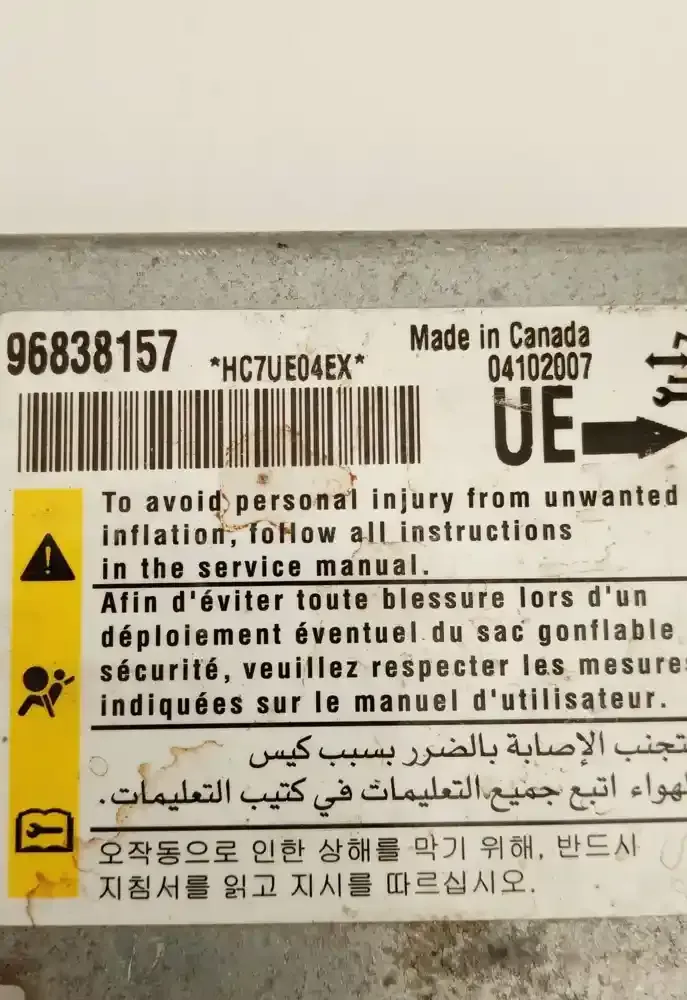 96838157
*HC7UE04EX*
Made in Canada
04102007
UE
To avoid personal injury from unwanted
inflation, follow all instructions
in the service manual.
Afin d'éviter toute blessure lors d'un
déploiement éventuel du sac gonflable
sécurité, veuillez respecter les mesures
indiquées sur le manuel d'utilisateur.
لتجنب الإصابة بالضرر بسبب كيس
الهواء اتبع جميع التعليمات في كتيب التعليمات.
오작동으로 인한 상해를 막기 위해, 반드시
지침서를 읽고 지시를 따르십시오.